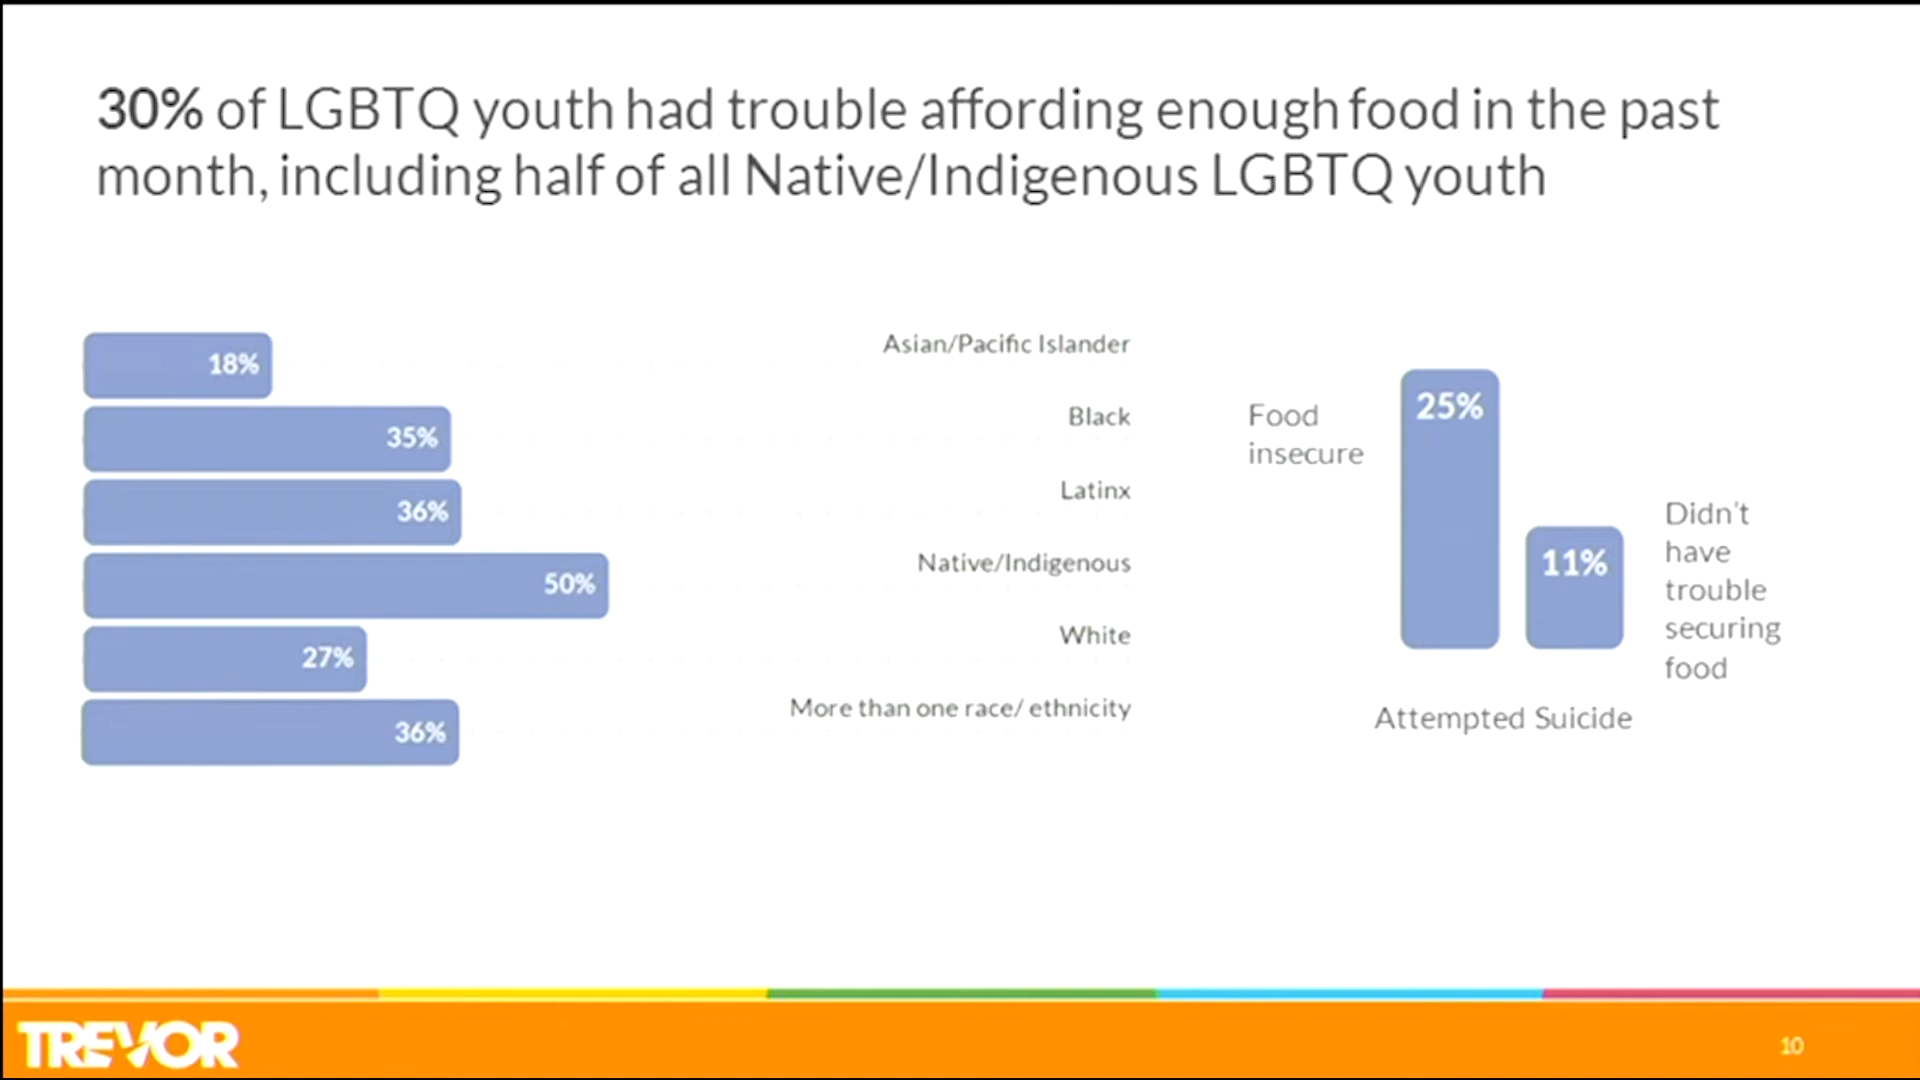 30% of LGBTQ youth had trouble affording enough food in the past
month, including half of all Native/Indigenous LGBTQ youth
18%
Asian/Pacific Islander
35%
Black
36%
Latinx
50%
Native/Indigenous
27%
White
36%
More than one race/ ethnicity
Food
insecure
25%
11%
Didn't
have
trouble
securing
food
Attempted Suicide
TREVOR
10